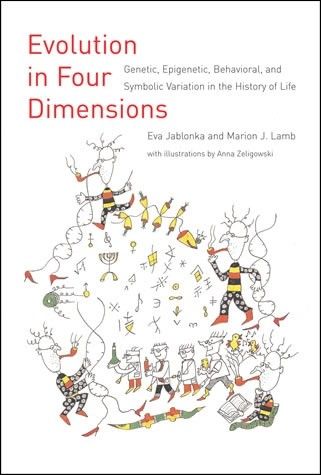 Evolution
in Four
Dimensions
Genetic, Epigenetic, Behavioral, and
Symbolic Variation in the History of Life
Eva Jablonka and Marion J. Lamb
with illustrations by Anna Zeligowski